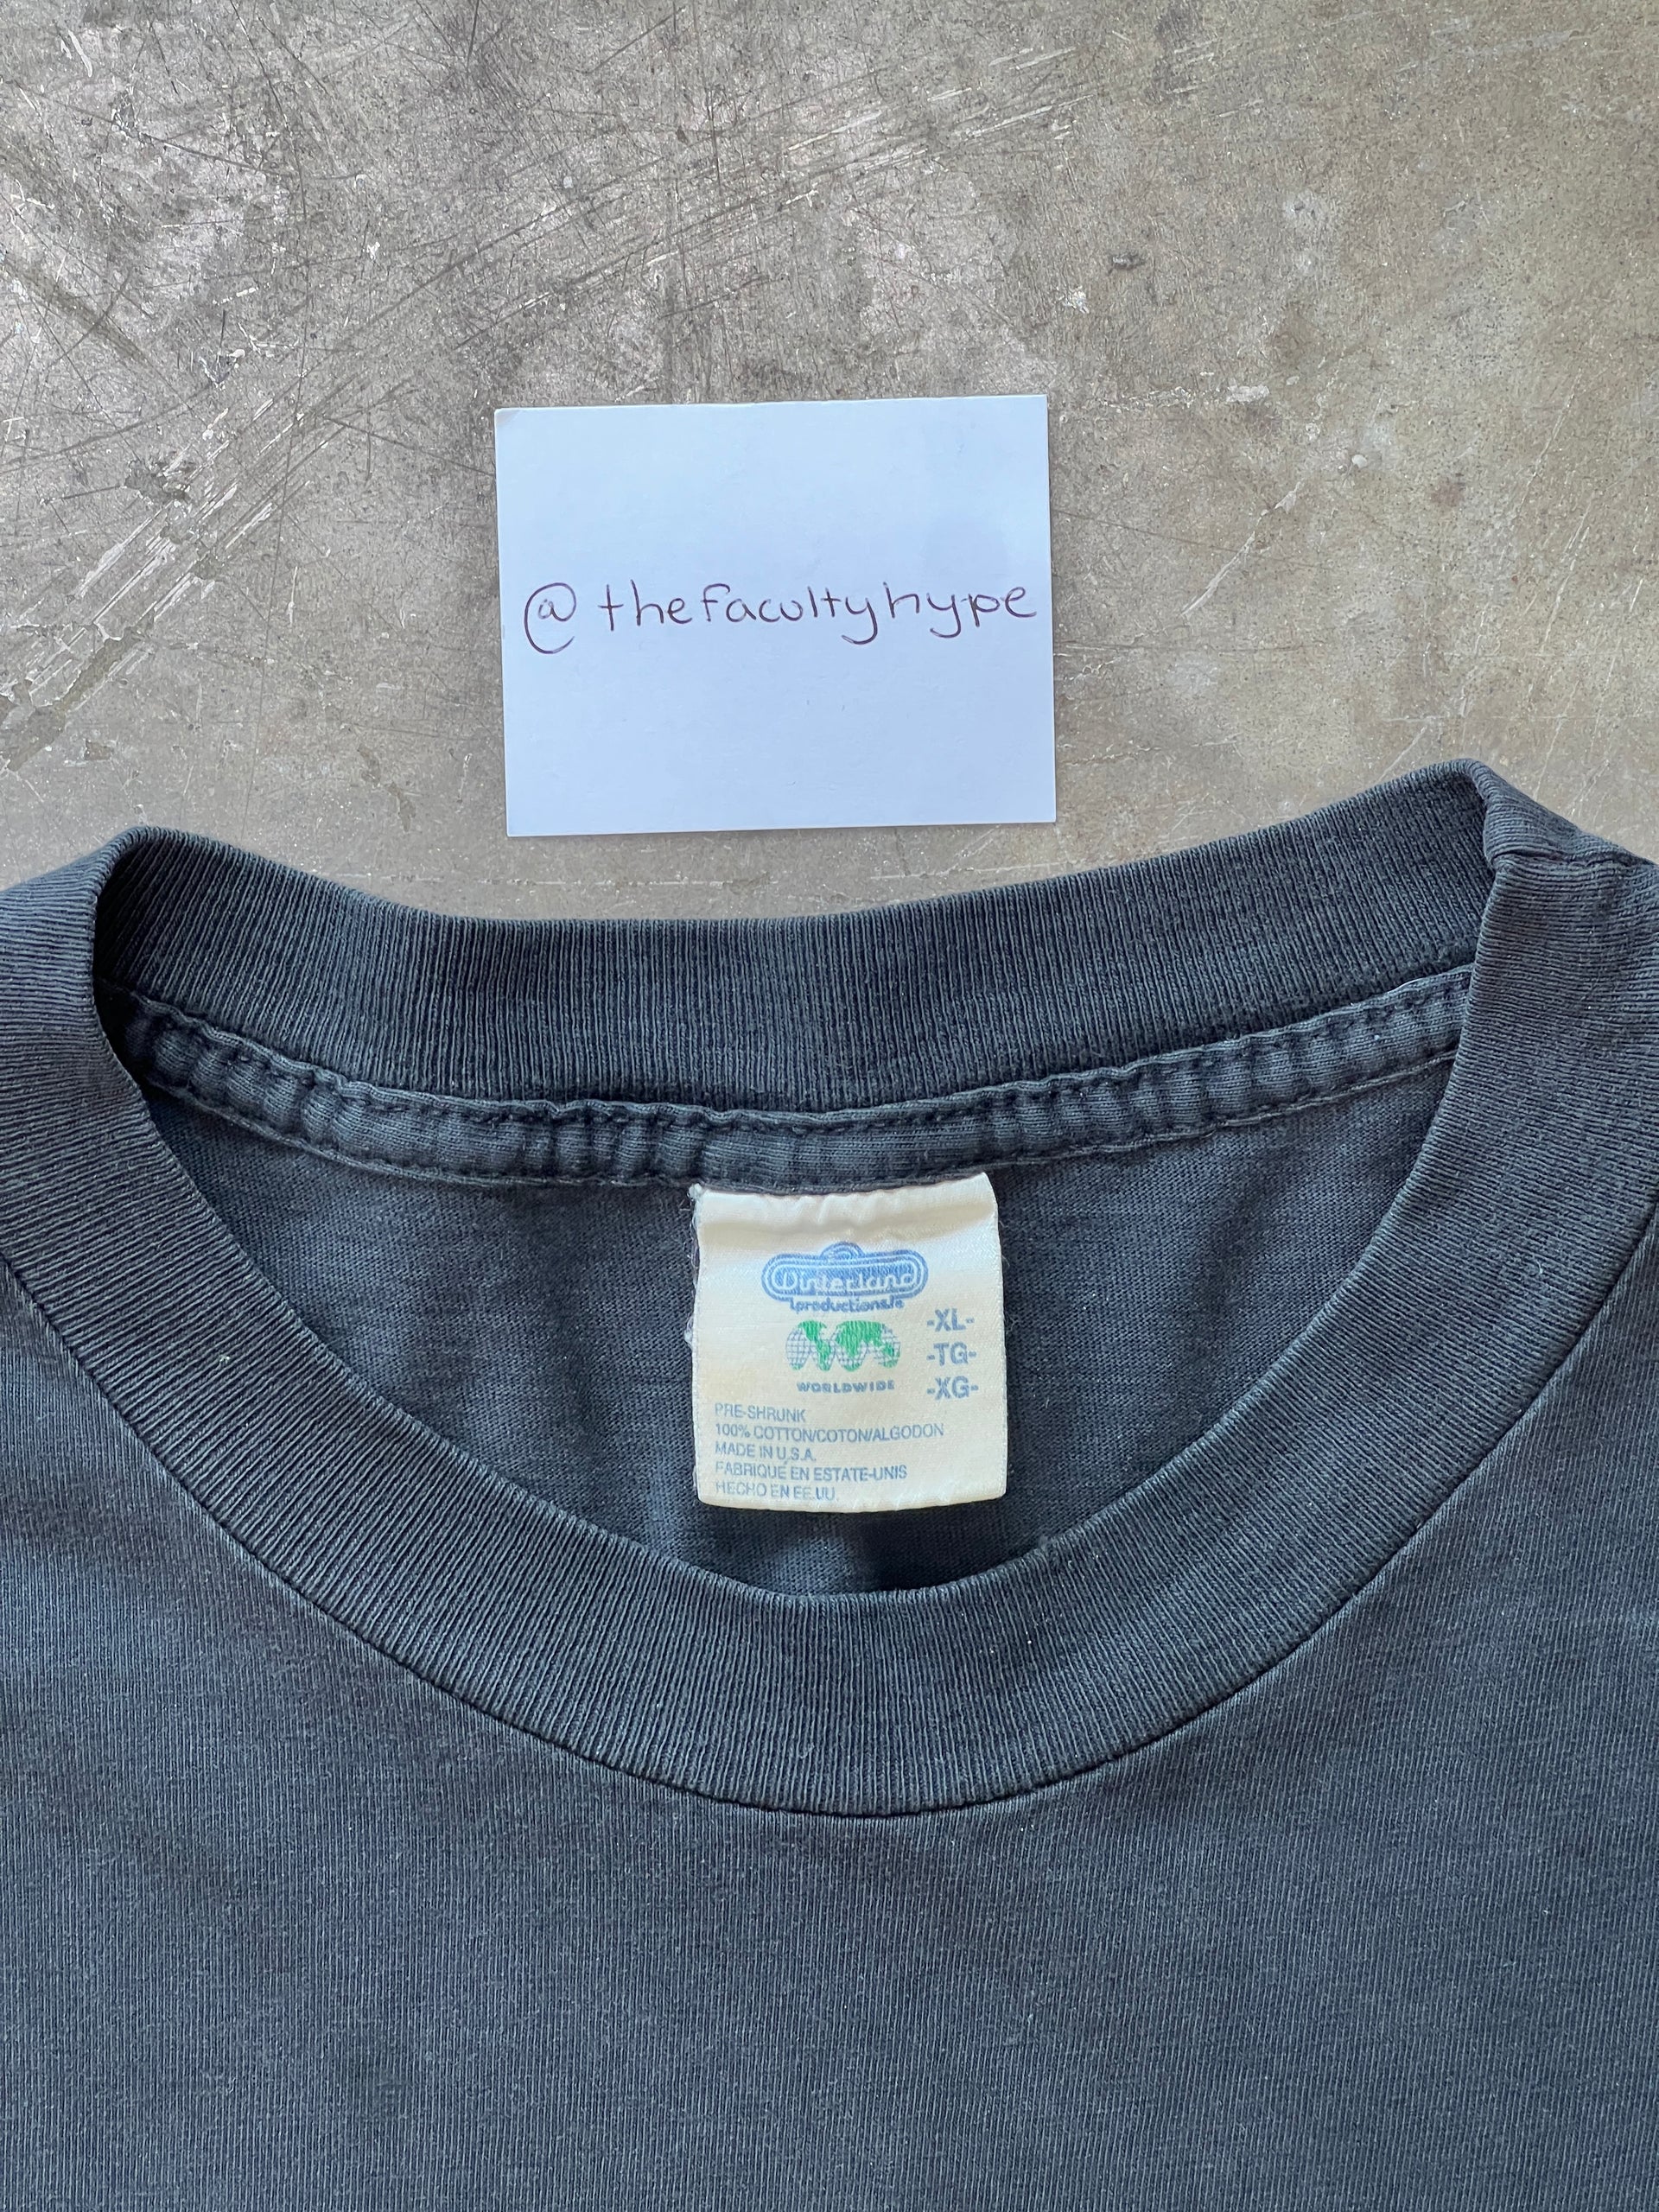 @thefacultyhype
Winterland
productions
WORLDWIDE
-XL-
-TG-
-XG-
PRE-SHRUNK
100% COTTON/COTON/ALGODON
MADE IN U.S.A.
FABRIQUÉ EN ESTATE-UNIS
HECHO EN EE.UU.